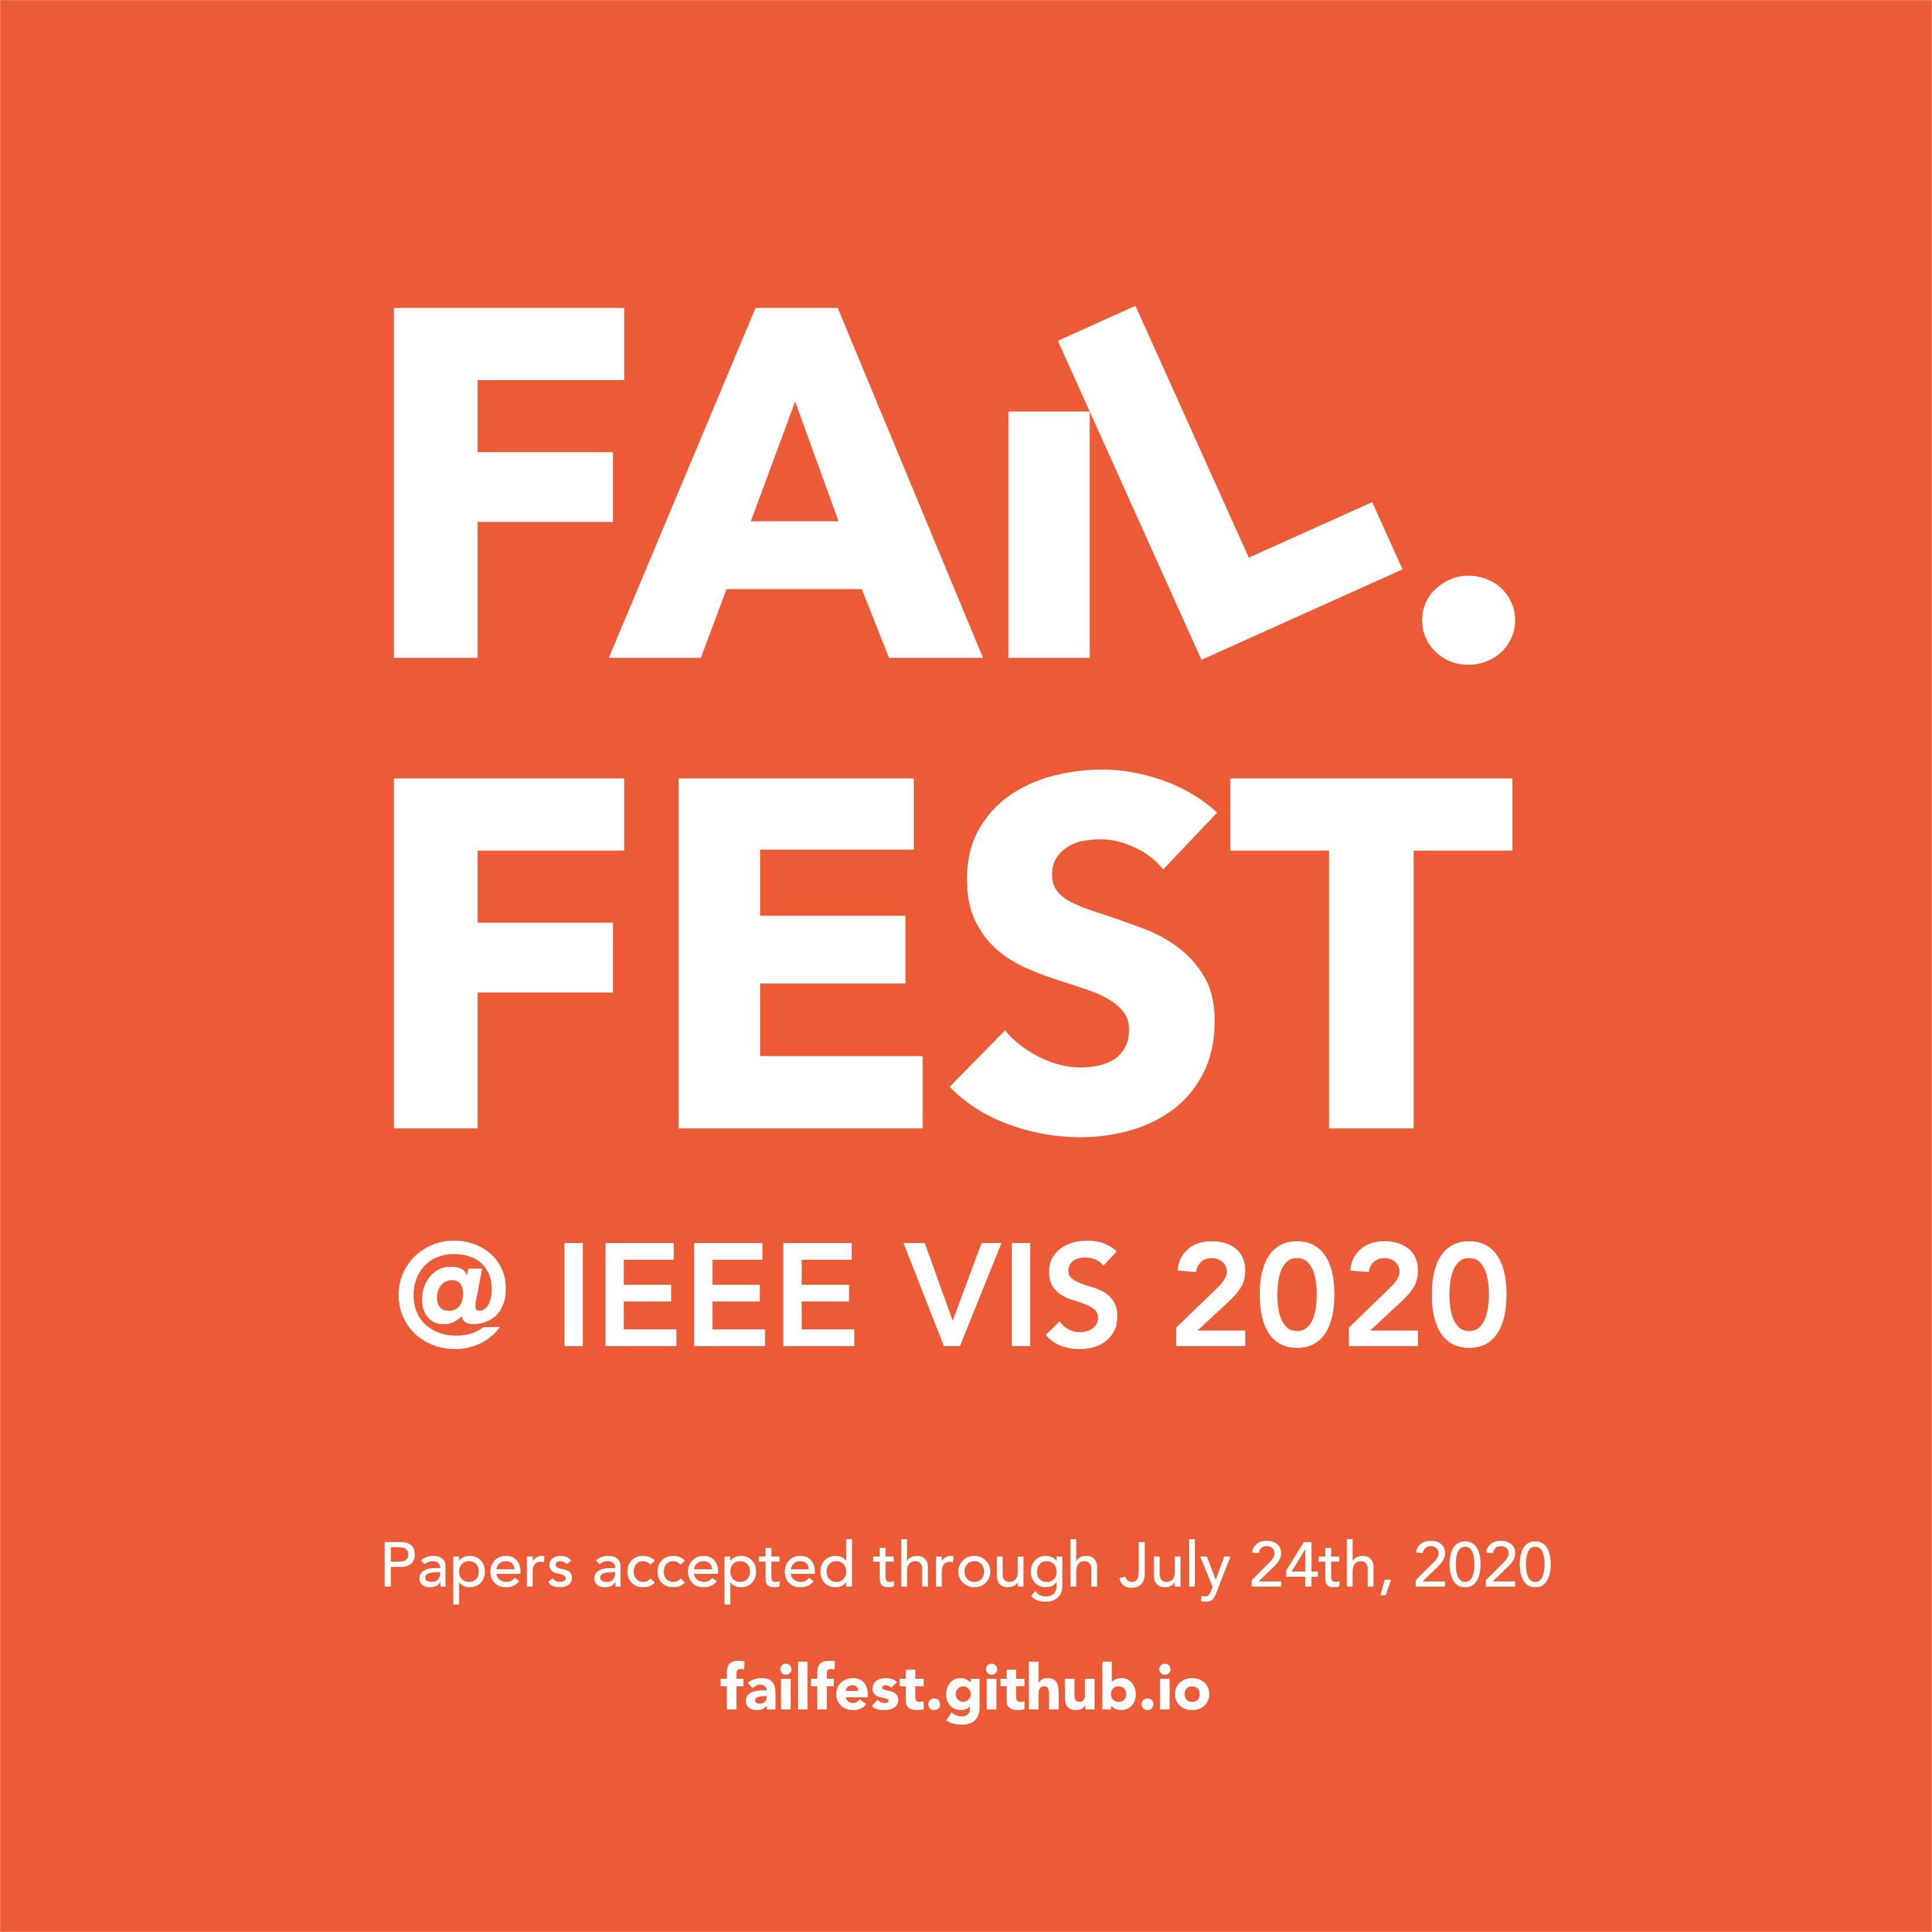 FAIL.
FEST
@ IEEE VIS 2020
Papers accepted through July 24th, 2020
failfest.github.io